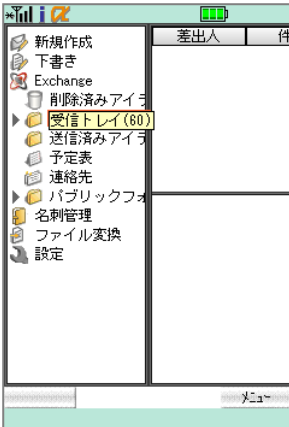 新規作成
差出人
件
下書き
Exchange
削除済みアイテ
受信トレイ(60)
送信済みアイテ
予定表
連絡先
パブリックフォ
名刺管理
ファイル変換
設定
メニュー